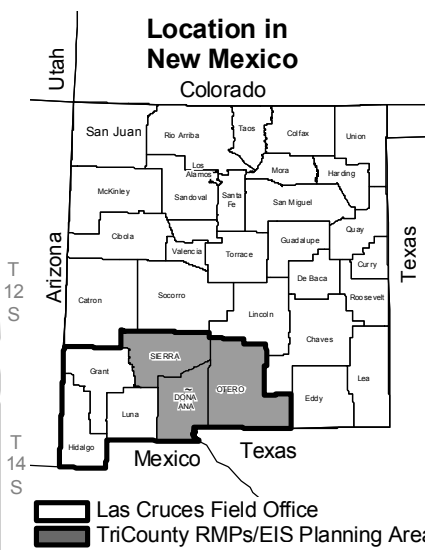 Location in
New Mexico
Utah
Colorado
San Juan
Rio Arriba
Taos
Colfax
Union
Los
Alamos
Mora
Harding
McKinley
Sandoval
Santa
Fe
San Miguel
Arizona
Texas
Cibola
Valencia
Torrance
Guadalupe
Quay
Curry
De Baca
Roosevelt
T
12
S
Catron
Socorro
Lincoln
Chaves
Lea
Eddy
SIERRA
Grant
OTERO
DOÑA
ANA
Luna
Hidalgo
T
14
S
Mexico
Texas
Las Cruces Field Office
TriCounty RMPs/EIS Planning Area